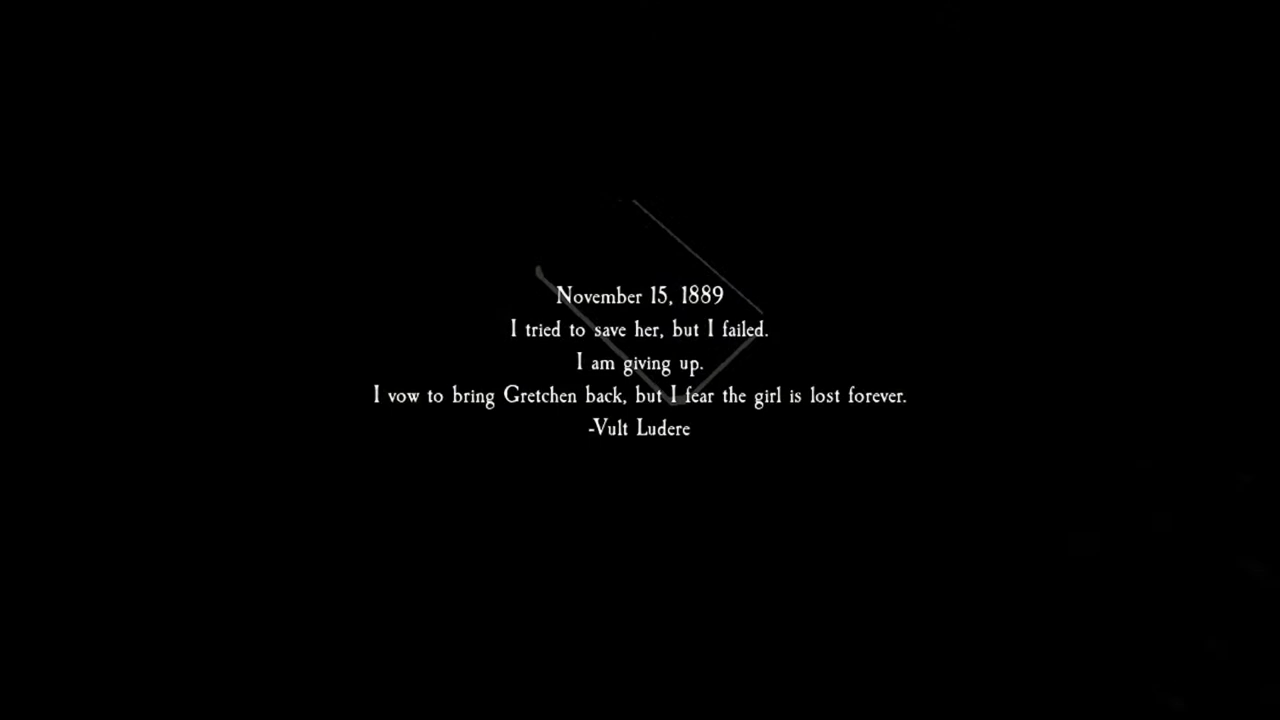 November 15, 1889
I tried to save her, but I failed.
I am giving up.
I vow to bring Gretchen back, but I fear the girl is lost forever.
-Vult Ludere